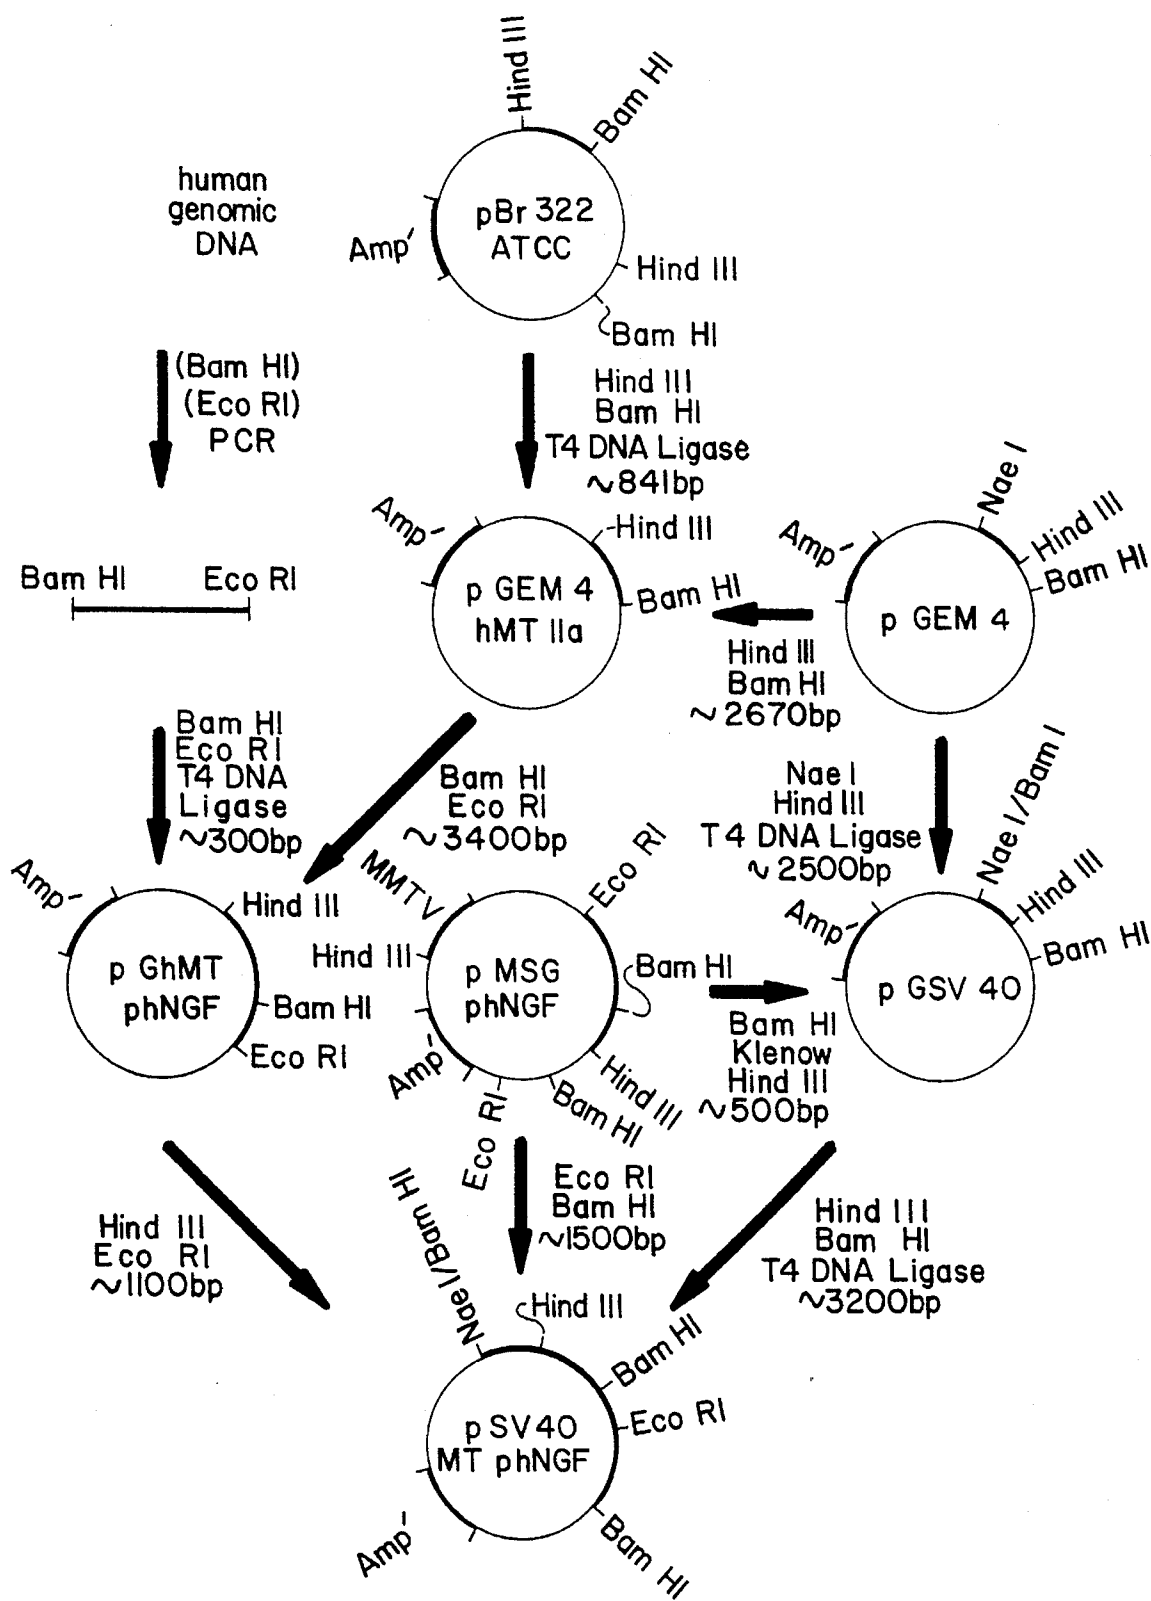 Hind III
Bam HI
human
genomic
DNA
pBr 322
ATCC
Amp'
Hind III
Bam HI
(Bam HI)
(Eco RI)
PCR
Hind III
Bam HI
T4 DNA Ligase
~841bp
Nae I
Hind III
Bam HI
Amp'
p GEM 4
Amp'
Hind III
Bam HI
p GEM 4
hMT IIa
Bam HI
Eco RI
Hind III
Bam HI
~2670bp
Bam HI
Eco RI
T4 DNA
Ligase
~300bp
Bam HI
Eco RI
~3400bp
Nae I
Hind III
T4 DNA Ligase
~2500bp
Amp'
Hind III
p GhMT
phNGF
Bam HI
Eco RI
MMTV
Eco RI
Hind III
p MSG
phNGF
Bam HI
Amp'
Eco RI
Bam HI
Hind III
Bam HI
Klenow
Hind III
~500bp
Nae I/Bam I
Hind III
Bam HI
Amp'
p GSV 40
Hind III
Eco RI
~1100bp
Eco RI
Bam HI
~1500bp
Hind III
Bam HI
T4 DNA Ligase
~3200bp
Nae I/Bam HI
Hind III
Bam HI
Eco RI
p SV40
MT phNGF
Amp'
Bam HI